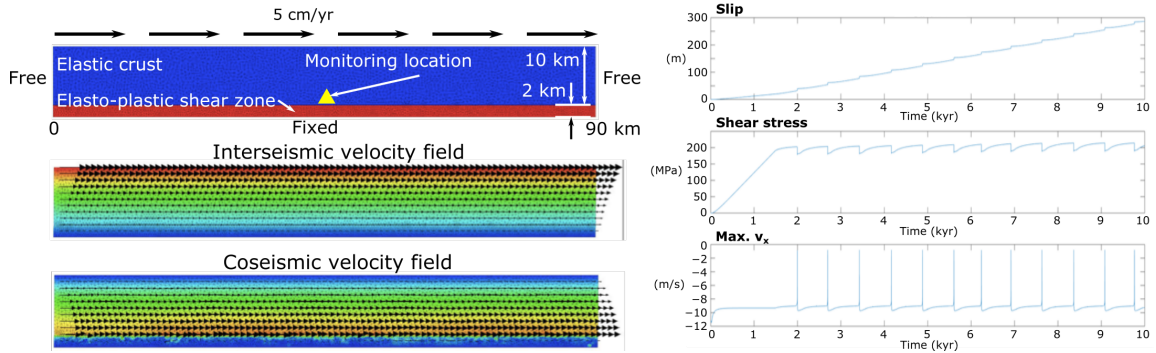 5 cm/yr
Free
Elastic crust
Monitoring location
10 km
Free
Elasto-plastic shear zone
2 km
0
Fixed
90 km
Interseismic velocity field
Coseismic velocity field
Slip
300
200
(m)
100
0
0 1 2 3 4 5 6 7 8 9 10
Time (kyr)
Shear stress
200
150
(MPa)
100
50
0
0 1 2 3 4 5 6 7 8 9 10
Time (kyr)
Max. vₓ
0
−2
−4
(m/s)
−6
−8
−10
−12
0 1 2 3 4 5 6 7 8 9 10
Time (kyr)